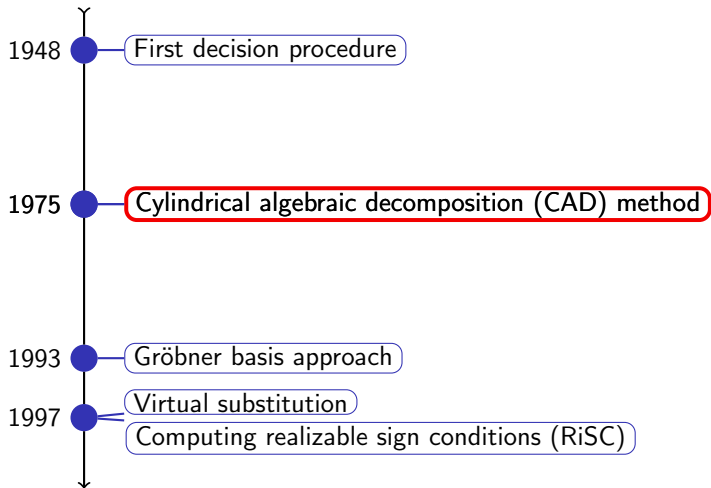 1948 First decision procedure
1975 Cylindrical algebraic decomposition (CAD) method
1993 Gröbner basis approach
Virtual substitution
1997
Computing realizable sign conditions (RiSC)